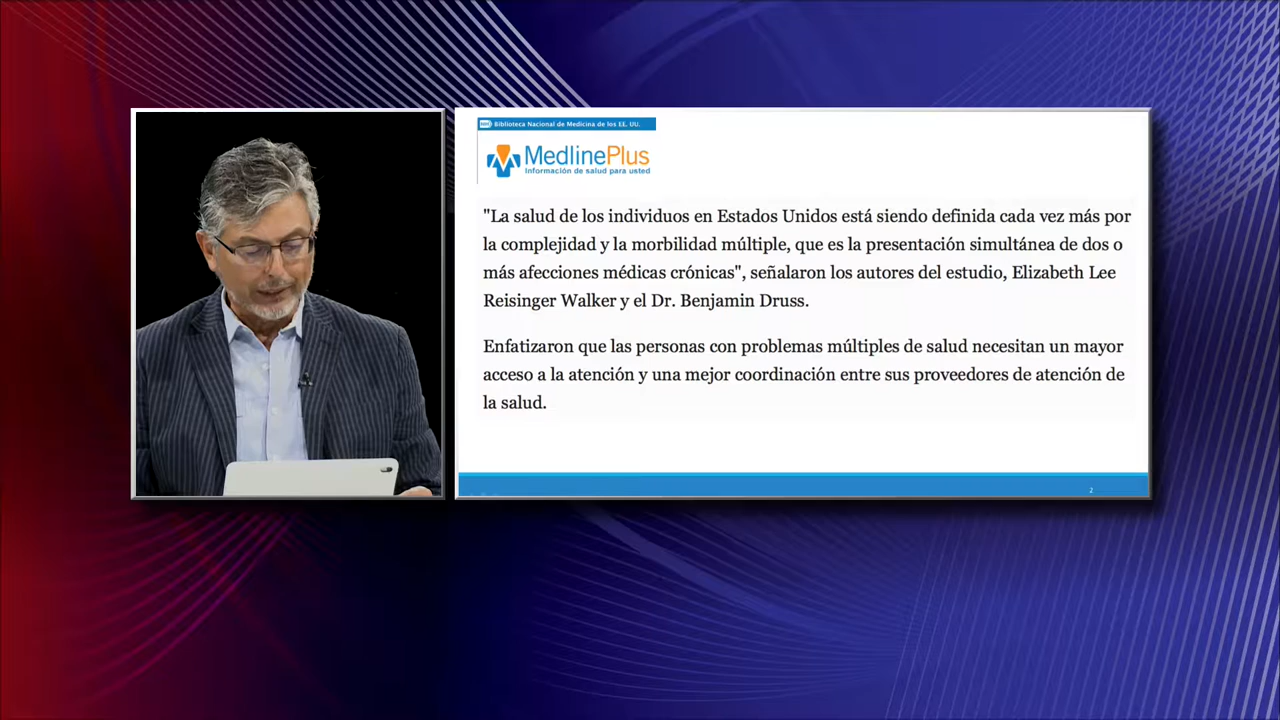 Biblioteca Nacional de Medicina de los EE. UU.
MedlinePlus
Información de salud para usted
"La salud de los individuos en Estados Unidos está siendo definida cada vez más por
la complejidad y la morbilidad múltiple, que es la presentación simultánea de dos o
más afecciones médicas crónicas", señalaron los autores del estudio, Elizabeth Lee
Reisinger Walker y el Dr. Benjamin Druss.
Enfatizaron que las personas con problemas múltiples de salud necesitan un mayor
acceso a la atención y una mejor coordinación entre sus proveedores de atención de
la salud.
2